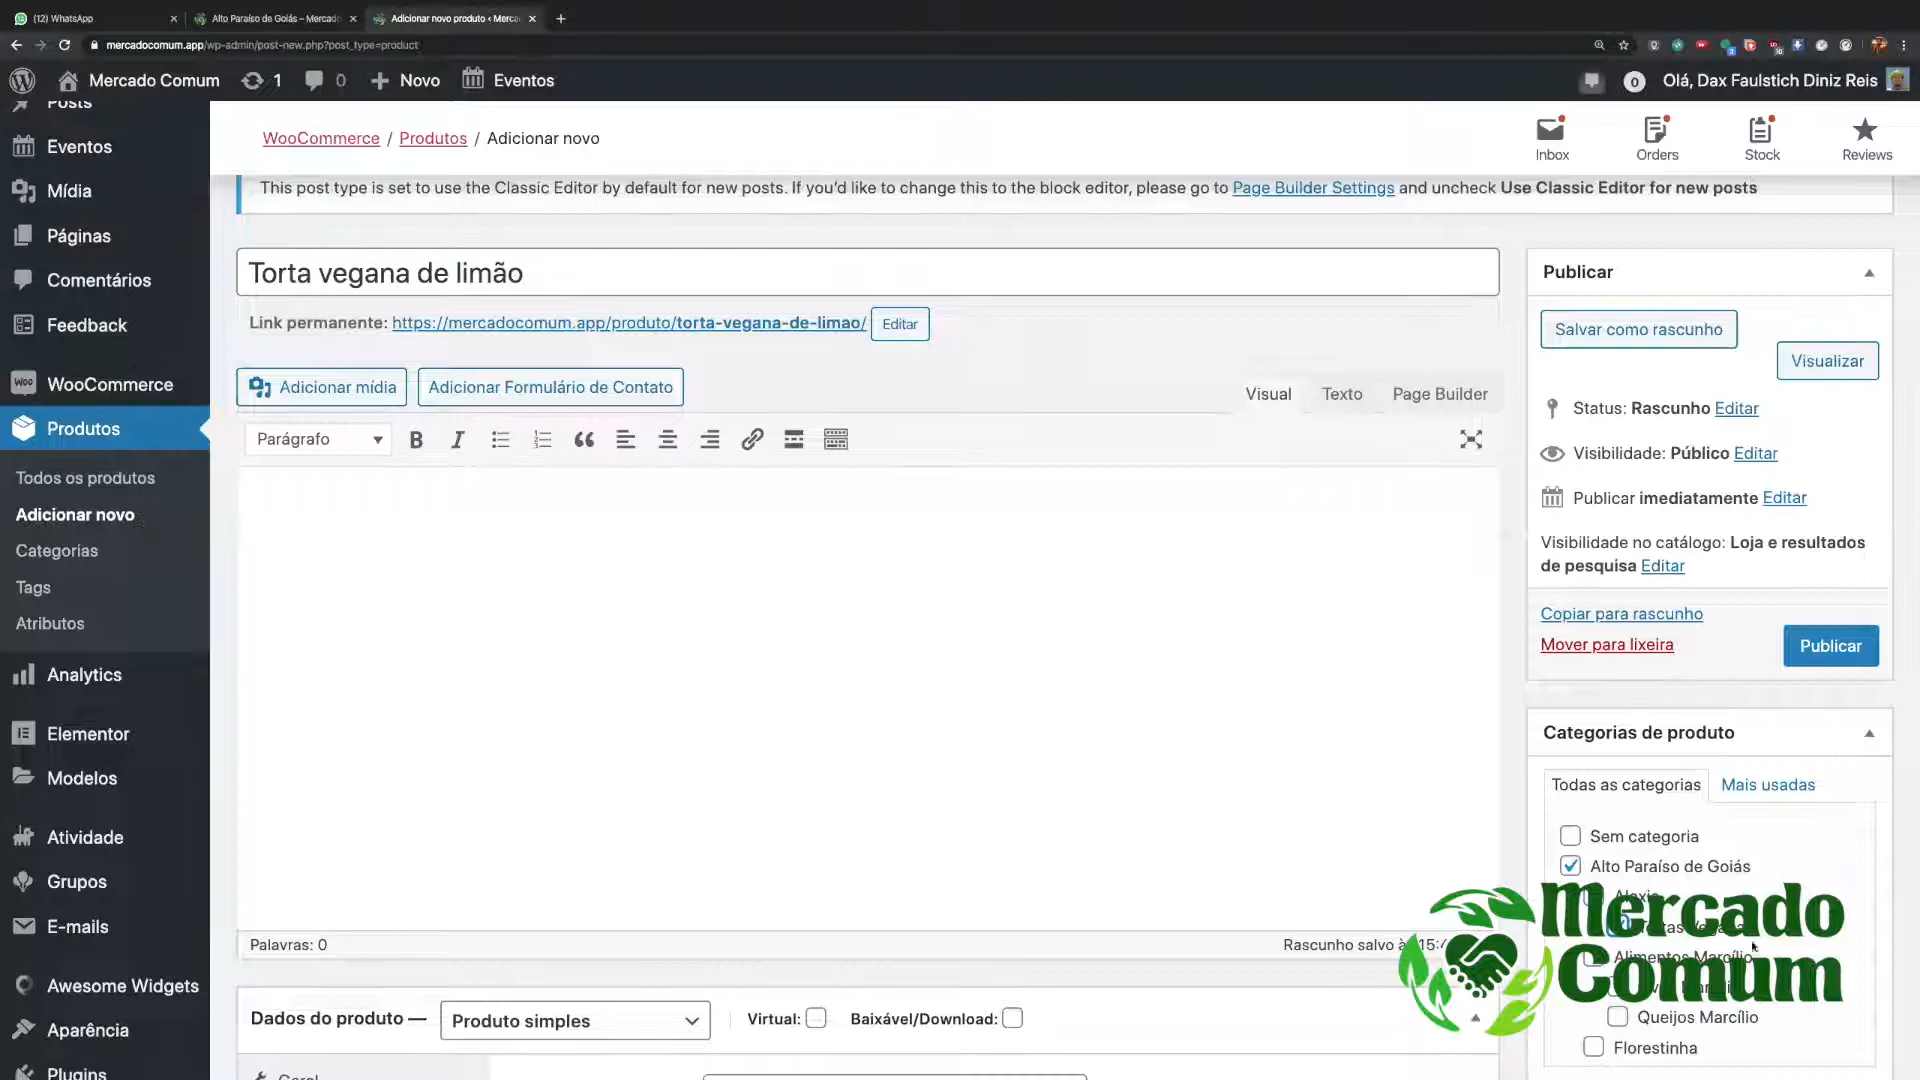 (12) WhatsApp
Alto Paraíso de Goiás – Mercado
Adicionar novo produto ‹ Merca
mercadocomum.app/wp-admin/post-new.php?post_type=product
Mercado Comum
1
0
Novo
Eventos
0
Olá, Dax Faulstich Diniz Reis
Posts
Eventos
Mídia
Páginas
Comentários
Feedback
WooCommerce
Produtos
Todos os produtos
Adicionar novo
Categorias
Tags
Atributos
Analytics
Elementor
Modelos
Atividade
Grupos
E-mails
Awesome Widgets
Aparência
Plugins
WooCommerce / Produtos / Adicionar novo
Inbox
Orders
Stock
Reviews
This post type is set to use the Classic Editor by default for new posts. If you’d like to change this to the block editor, please go to Page Builder Settings and uncheck Use Classic Editor for new posts
Torta vegana de limão
Link permanente: https://mercadocomum.app/produto/torta-vegana-de-limao/ Editar
Adicionar mídia
Adicionar Formulário de Contato
Visual
Texto
Page Builder
Parágrafo
Palavras: 0
Rascunho salvo
Dados do produto —
Produto simples
Virtual:
Baixável/Download:
Geral
Publicar
Salvar como rascunho
Visualizar
Status: Rascunho Editar
Visibilidade: Público Editar
Publicar imediatamente Editar
Visibilidade no catálogo: Loja e resultados
de pesquisa Editar
Copiar para rascunho
Mover para lixeira
Publicar
Categorias de produto
Todas as categorias
Mais usadas
Sem categoria
Alto Paraíso de Goiás
Alimentos Marcílio
Queijos Marcílio
Florestinha
Mercado
Comum